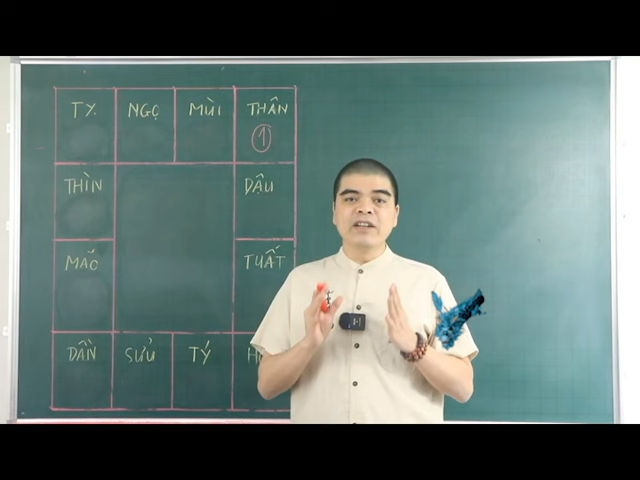 TỴ NGỌ MÙI THÂN
1
THÌN DẬU
MÃO TUẤT
DẦN SỬU TÝ